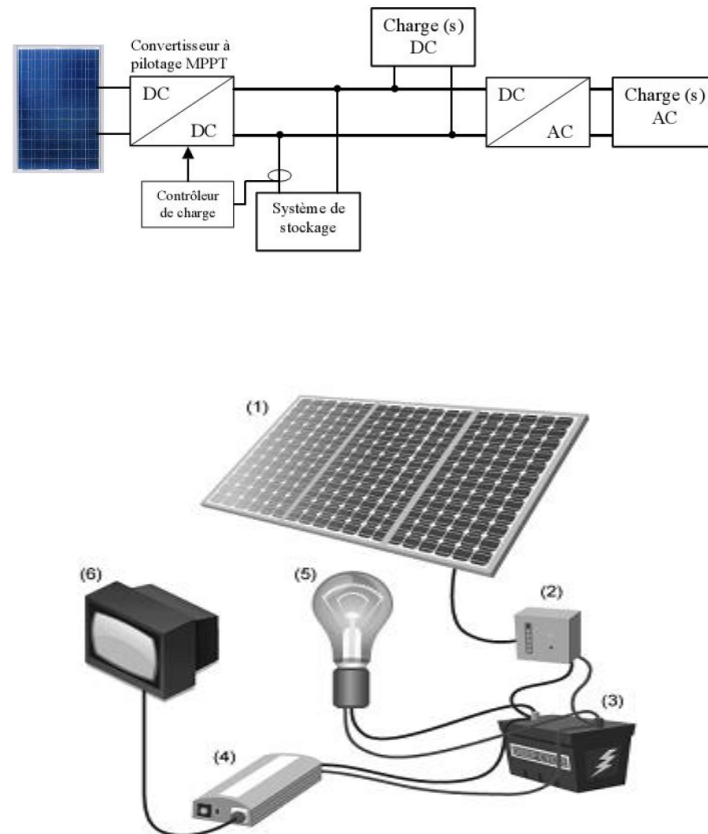 Convertisseur à
pilotage MPPT
Charge (s)
DC
DC
DC
DC
AC
Charge (s)
AC
Contrôleur
de charge
Système de
stockage
(1)
(2)
(3)
(4)
(5)
(6)